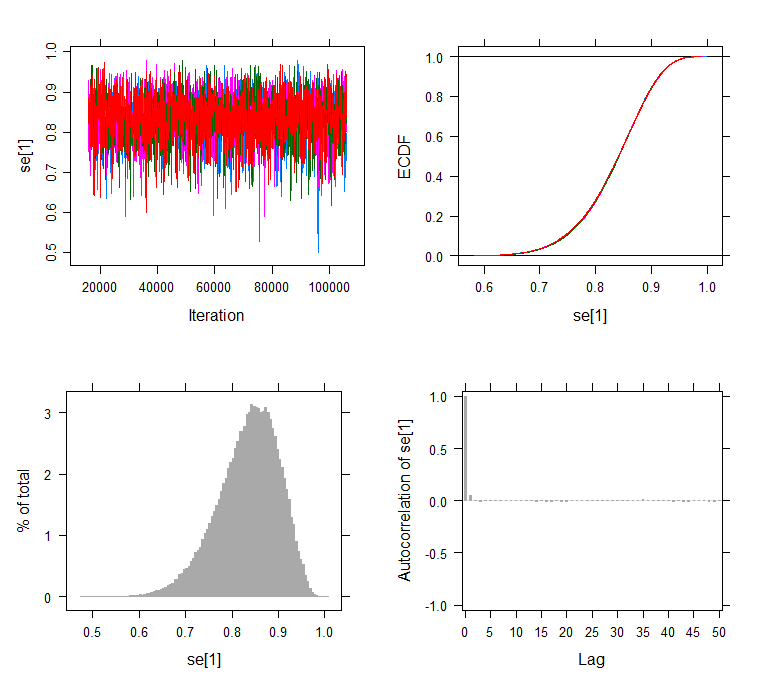 se[1]
1.0
0.9
0.8
0.7
0.6
0.5
20000 40000 60000 80000 100000
Iteration
ECDF
1.0
0.8
0.6
0.4
0.2
0.0
0.6 0.7 0.8 0.9 1.0
se[1]
% of total
3
2
1
0
0.5 0.6 0.7 0.8 0.9 1.0
se[1]
Autocorrelation of se[1]
1.0
0.5
0.0
-0.5
-1.0
0 5 10 15 20 25 30 35 40 45 50
Lag